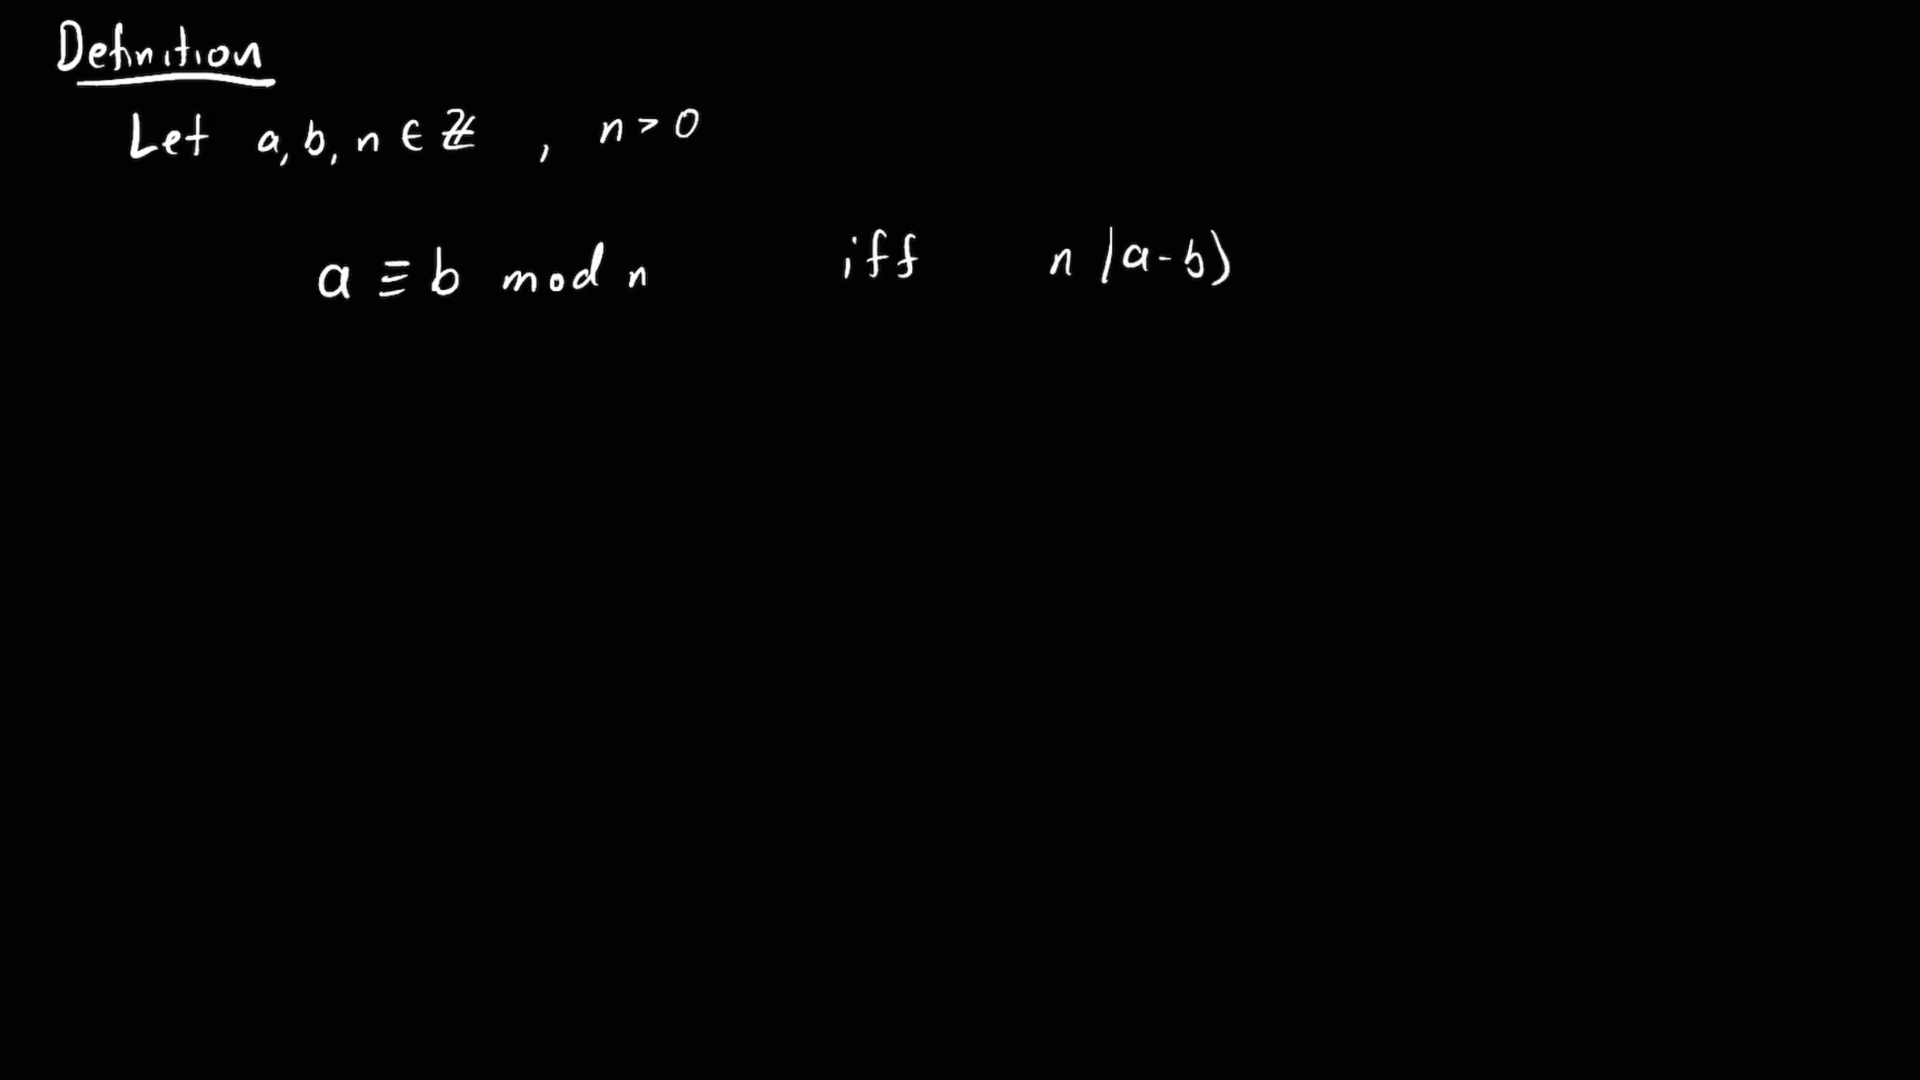 Definition
Let a, b, n ∈ ℤ , n > 0
a ≡ b mod n iff n |a-b)